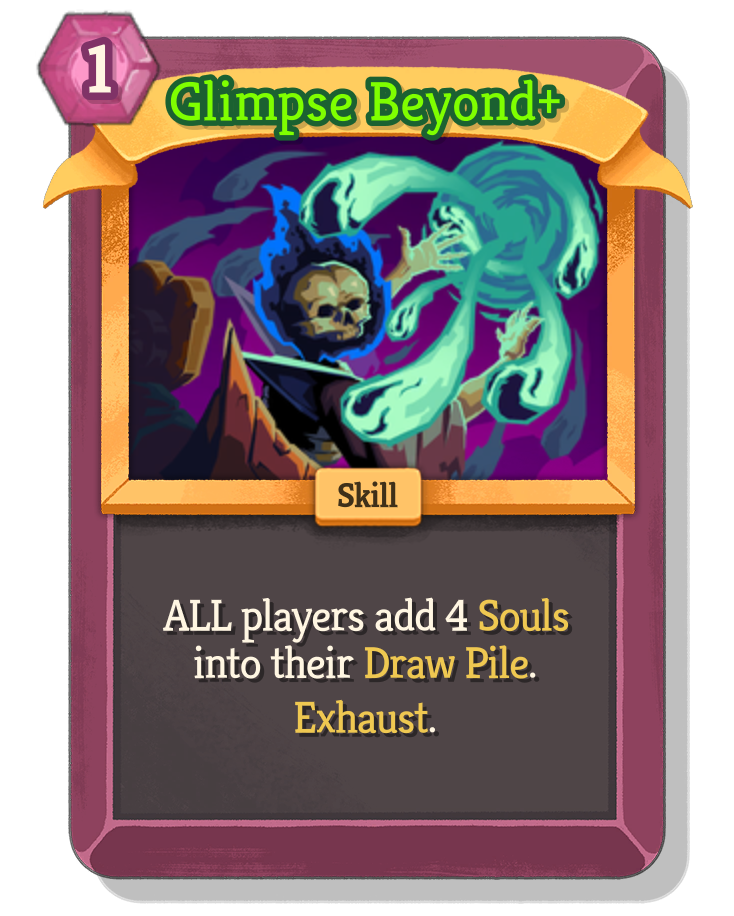 1
Glimpse Beyond+
Skill
ALL players add 4 Souls
into their Draw Pile.
Exhaust.